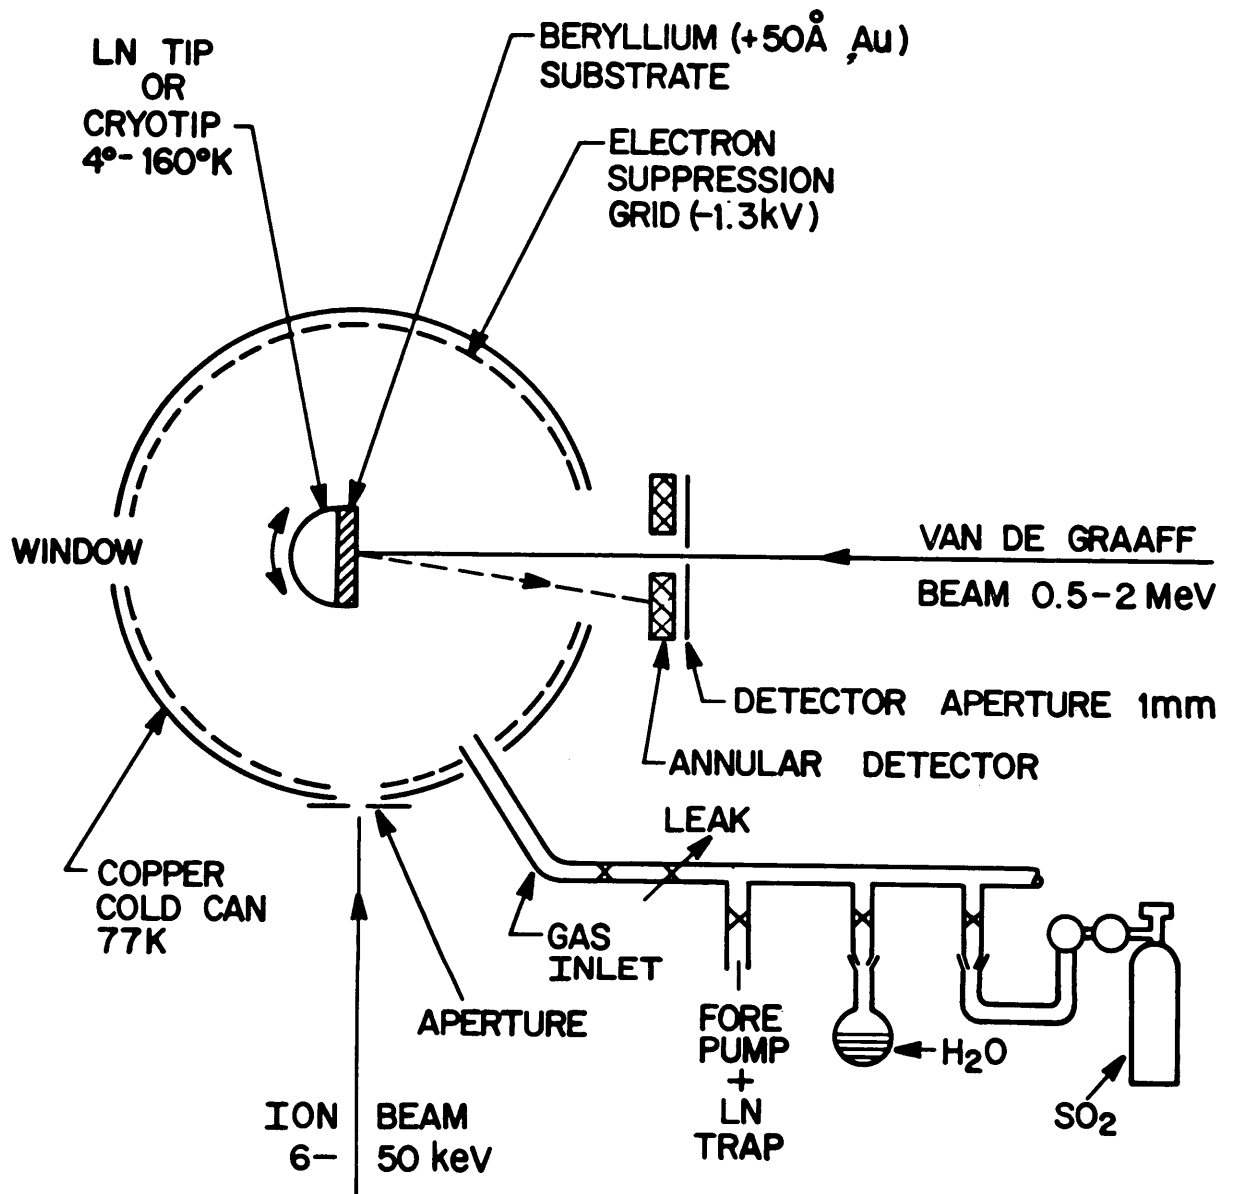 LN TIP
OR
CRYOTIP
4°-160°K
BERYLLIUM (+50Å, Au)
SUBSTRATE
ELECTRON
SUPPRESSION
GRID (-1.3kV)
WINDOW
VAN DE GRAAFF
BEAM 0.5-2 MeV
DETECTOR APERTURE 1mm
ANNULAR DETECTOR
LEAK
COPPER
COLD CAN
77K
GAS
INLET
APERTURE
FORE
PUMP
+
LN
TRAP
H₂O
SO₂
ION BEAM
6- 50 keV